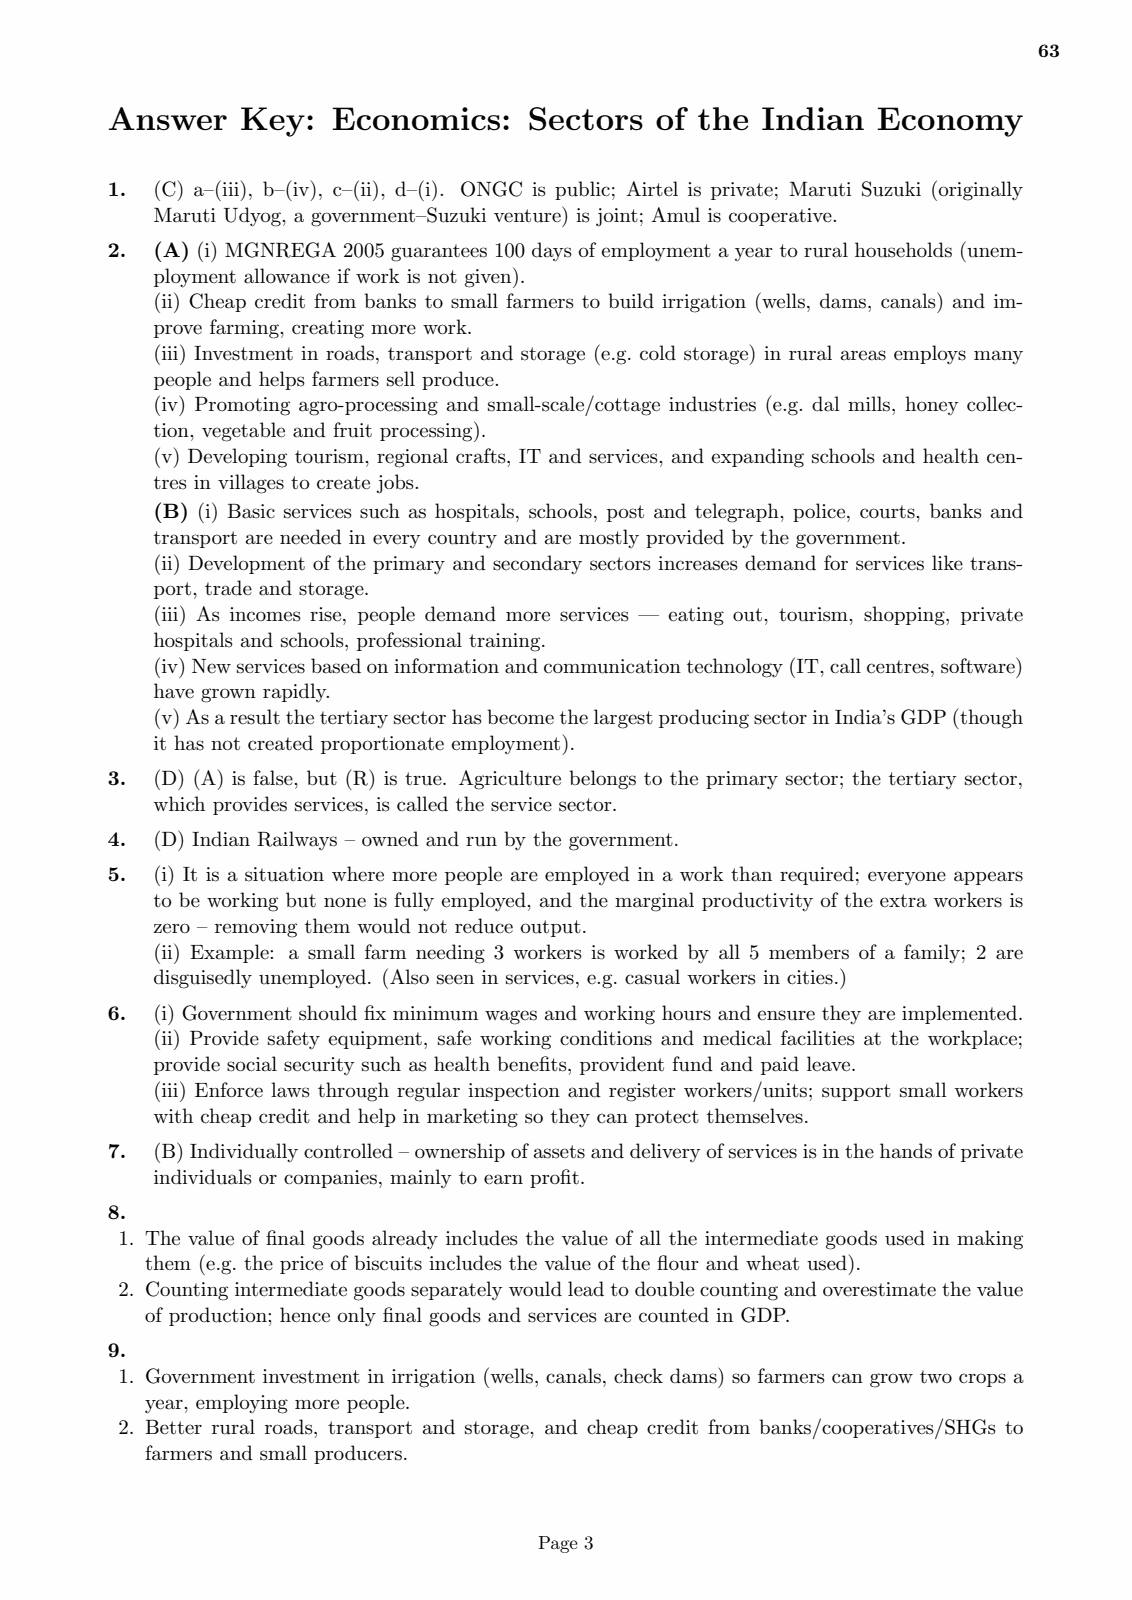 63
Answer Key: Economics: Sectors of the Indian Economy
1. (C) a–(iii), b–(iv), c–(ii), d–(i). ONGC is public; Airtel is private; Maruti Suzuki (originally
Maruti Udyog, a government–Suzuki venture) is joint; Amul is cooperative.
2. (A) (i) MGNREGA 2005 guarantees 100 days of employment a year to rural households (unem-
ployment allowance if work is not given).
(ii) Cheap credit from banks to small farmers to build irrigation (wells, dams, canals) and im-
prove farming, creating more work.
(iii) Investment in roads, transport and storage (e.g. cold storage) in rural areas employs many
people and helps farmers sell produce.
(iv) Promoting agro-processing and small-scale/cottage industries (e.g. dal mills, honey collec-
tion, vegetable and fruit processing).
(v) Developing tourism, regional crafts, IT and services, and expanding schools and health cen-
tres in villages to create jobs.
(B) (i) Basic services such as hospitals, schools, post and telegraph, police, courts, banks and
transport are needed in every country and are mostly provided by the government.
(ii) Development of the primary and secondary sectors increases demand for services like trans-
port, trade and storage.
(iii) As incomes rise, people demand more services — eating out, tourism, shopping, private
hospitals and schools, professional training.
(iv) New services based on information and communication technology (IT, call centres, software)
have grown rapidly.
(v) As a result the tertiary sector has become the largest producing sector in India's GDP (though
it has not created proportionate employment).
3. (D) (A) is false, but (R) is true. Agriculture belongs to the primary sector; the tertiary sector,
which provides services, is called the service sector.
4. (D) Indian Railways – owned and run by the government.
5. (i) It is a situation where more people are employed in a work than required; everyone appears
to be working but none is fully employed, and the marginal productivity of the extra workers is
zero – removing them would not reduce output.
(ii) Example: a small farm needing 3 workers is worked by all 5 members of a family; 2 are
disguisedly unemployed. (Also seen in services, e.g. casual workers in cities.)
6. (i) Government should fix minimum wages and working hours and ensure they are implemented.
(ii) Provide safety equipment, safe working conditions and medical facilities at the workplace;
provide social security such as health benefits, provident fund and paid leave.
(iii) Enforce laws through regular inspection and register workers/units; support small workers
with cheap credit and help in marketing so they can protect themselves.
7. (B) Individually controlled – ownership of assets and delivery of services is in the hands of private
individuals or companies, mainly to earn profit.
8.
1. The value of final goods already includes the value of all the intermediate goods used in making
them (e.g. the price of biscuits includes the value of the flour and wheat used).
2. Counting intermediate goods separately would lead to double counting and overestimate the value
of production; hence only final goods and services are counted in GDP.
9.
1. Government investment in irrigation (wells, canals, check dams) so farmers can grow two crops a
year, employing more people.
2. Better rural roads, transport and storage, and cheap credit from banks/cooperatives/SHGs to
farmers and small producers.
Page 3